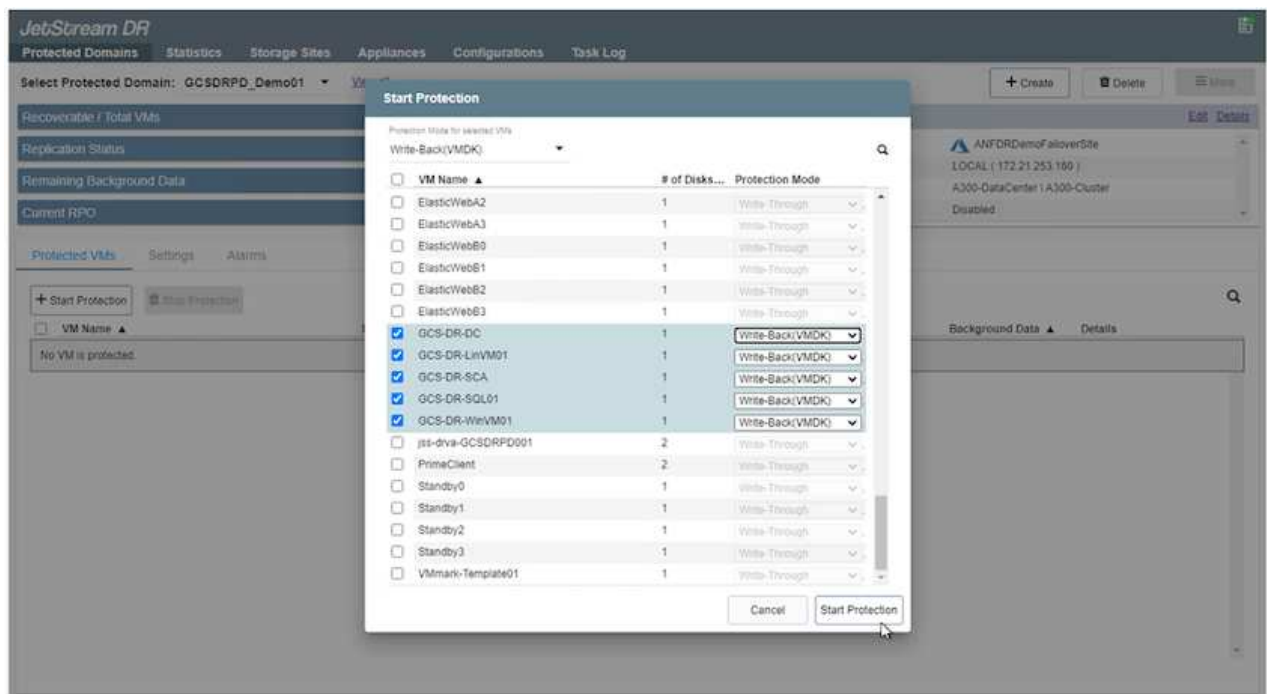 JetStream DR
Protected Domains Statistics Storage Sites Appliances Configurations Task Log
Select Protected Domain: GCSDRPD_Demo01 + Create Delete More
Recoverable / Total VMs Edit Details
Replication Status ANFDRDemoFailoverSite
Remaining Background Data LOCAL ( 172.21.253.160 )
A300-DataCenter \ A300-Cluster
Current RPO Disabled
Protected VMs Settings Alarms
+ Start Protection Stop Protection
VM Name ▲ Background Data ▲ Details
No VM is protected.
Start Protection
Protection Mode for selected VMs
Write-Back(VMDK)
VM Name ▲ # of Disks... Protection Mode
ElasticWebA2 1 Write-Through
ElasticWebA3 1 Write-Through
ElasticWebB0 1 Write-Through
ElasticWebB1 1 Write-Through
ElasticWebB2 1 Write-Through
ElasticWebB3 1 Write-Through
GCS-DR-DC 1 Write-Back(VMDK)
GCS-DR-LinVM01 1 Write-Back(VMDK)
GCS-DR-SCA 1 Write-Back(VMDK)
GCS-DR-SQL01 1 Write-Back(VMDK)
GCS-DR-WinVM01 1 Write-Back(VMDK)
jss-drva-GCSDRPD001 2 Write-Through
PrimeClient 2 Write-Through
Standby0 1 Write-Through
Standby1 1 Write-Through
Standby2 1 Write-Through
Standby3 1 Write-Through
VMmark-Template01 1 Write-Through
Cancel Start Protection